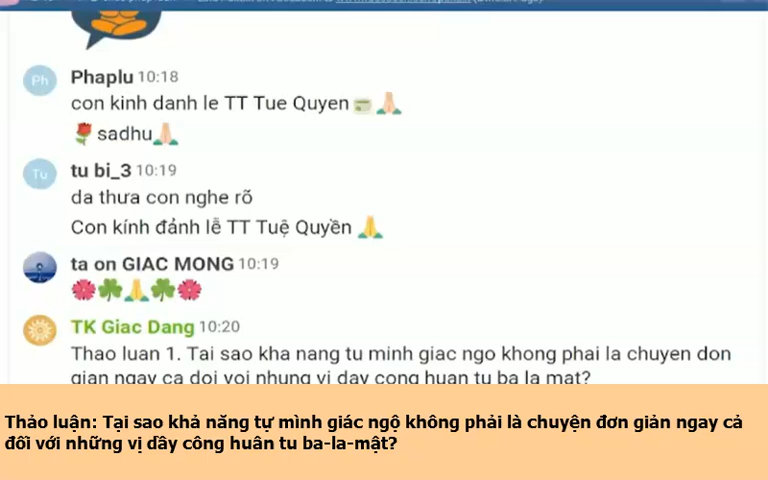 Ph
Phaplu 10:18
con kinh danh le TT Tue Quyen
sadhu
Tu
tu bi_3 10:19
da thưa con nghe rõ
Con kính đảnh lễ TT Tuệ Quyền
ta on GIAC MONG 10:19
TK Giac Dang 10:20
Thao luan 1. Tai sao kha nang tu minh giac ngo khong phai la chuyen don
gian ngay ca doi voi nhung vi day cong huan tu ba la mat?
Thảo luận: Tại sao khả năng tự mình giác ngộ không phải là chuyện đơn giản ngay cả
đối với những vị đầy công huân tu ba-la-mật?